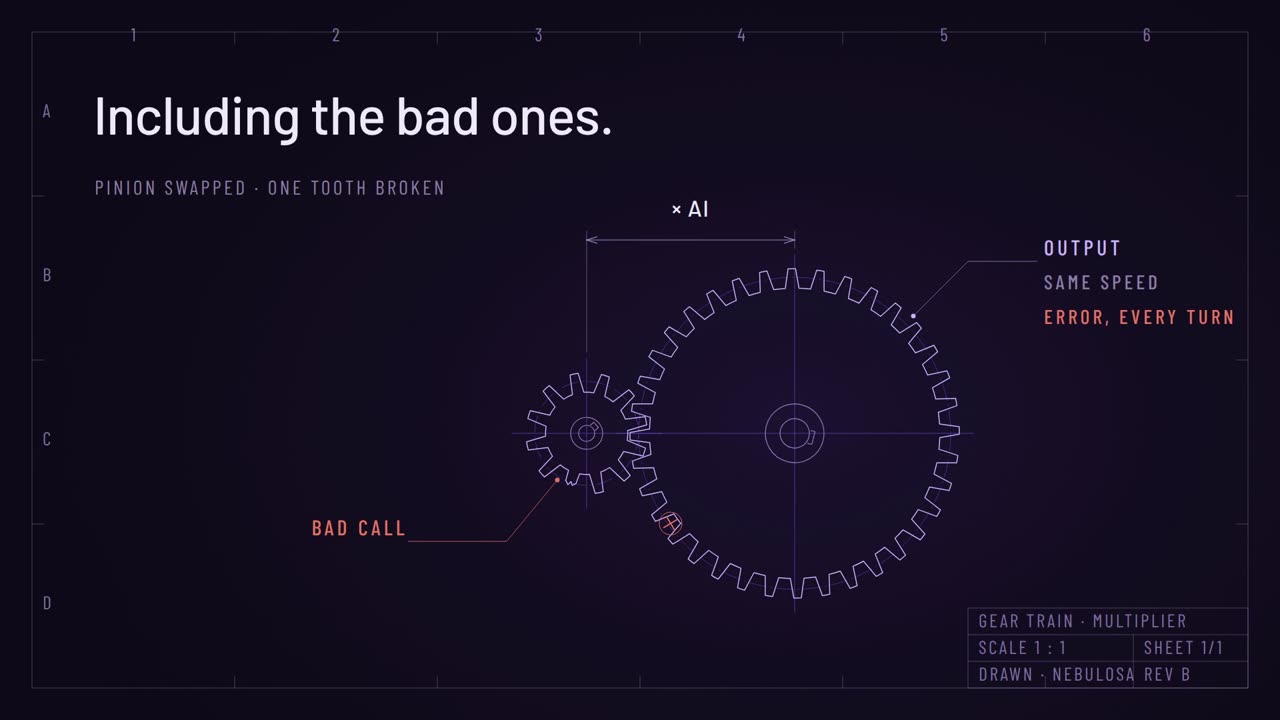 1 2 3 4 5 6
A
Including the bad ones.
PINION SWAPPED · ONE TOOTH BROKEN
× AI
B
OUTPUT
SAME SPEED
ERROR, EVERY TURN
C
BAD CALL
D
GEAR TRAIN · MULTIPLIER
SCALE 1 : 1 SHEET 1/1
DRAWN · NEBULOSA REV B